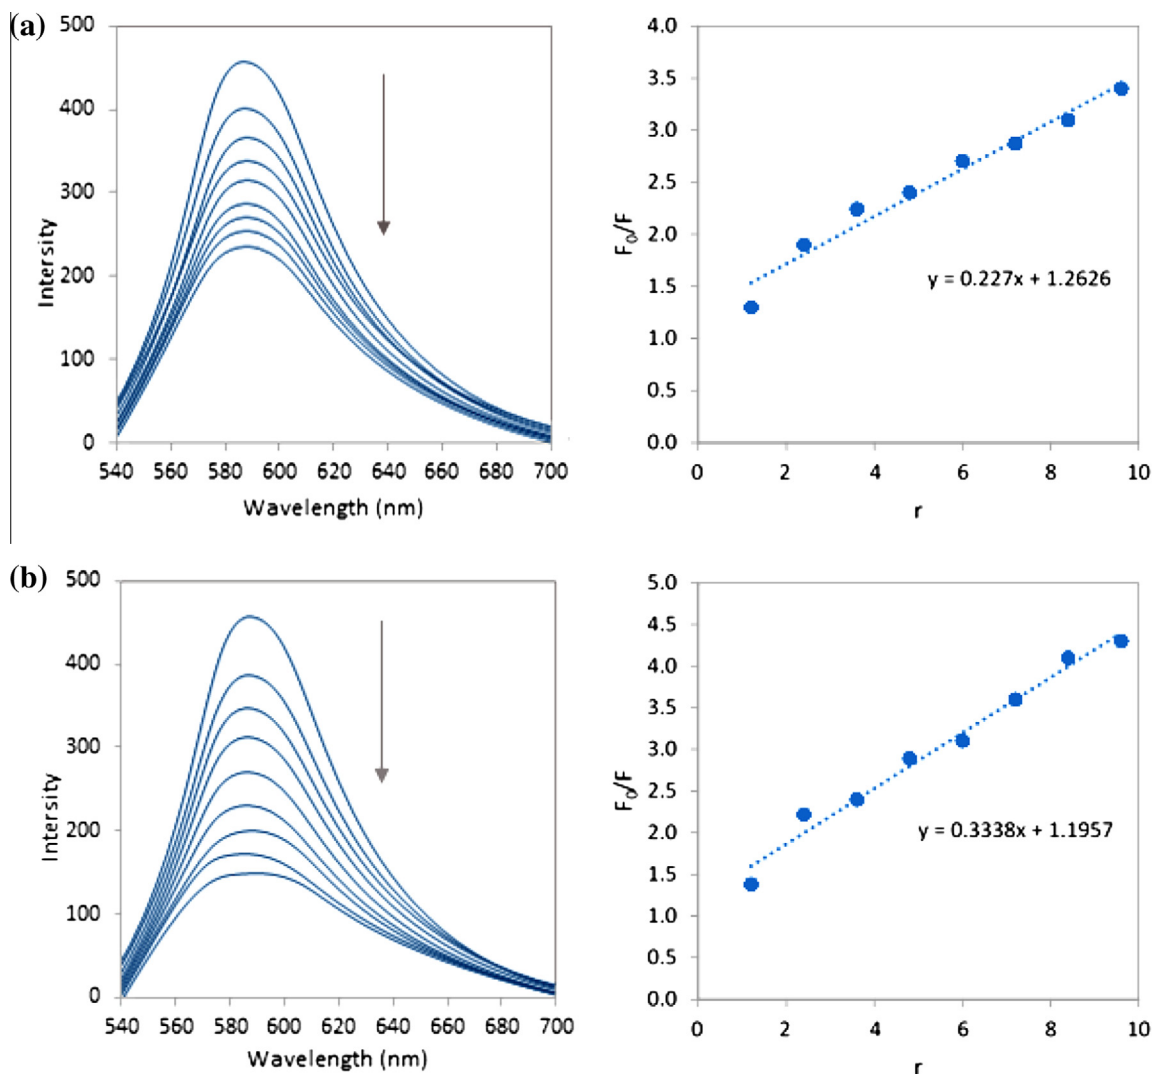 (a)
500
400
300
200
100
0
Intersity
540 560 580 600 620 640 660 680 700
Wavelength (nm)
4.0
3.5
3.0
2.5
2.0
1.5
1.0
0.5
0.0
F0/F
y = 0.227x + 1.2626
0 2 4 6 8 10
r
(b)
500
400
300
200
100
0
Intersity
540 560 580 600 620 640 660 680 700
Wavelength (nm)
5.0
4.5
4.0
3.5
3.0
2.5
2.0
1.5
1.0
0.5
0.0
F0/F
y = 0.3338x + 1.1957
0 2 4 6 8 10
r